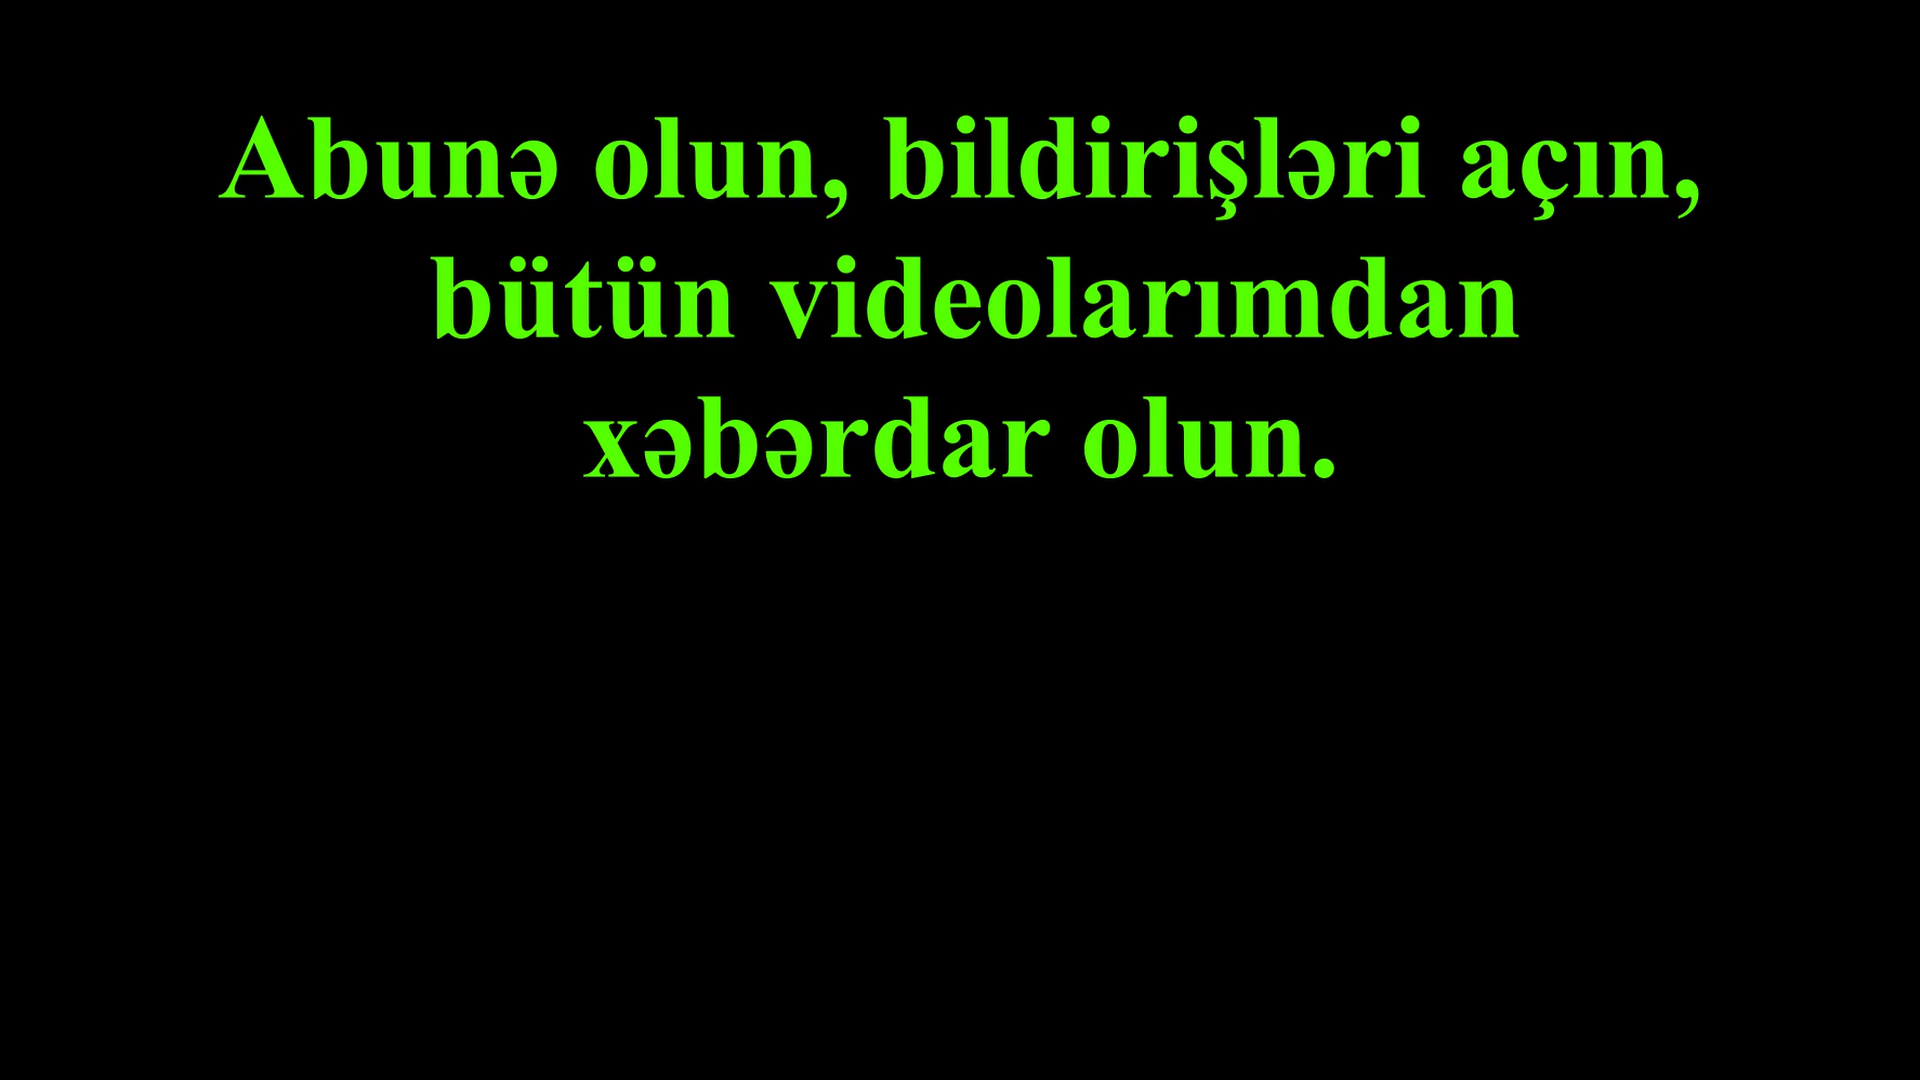 Abunə olun, bildirişləri açın,
bütün videolarımdan
xəbərdar olun.